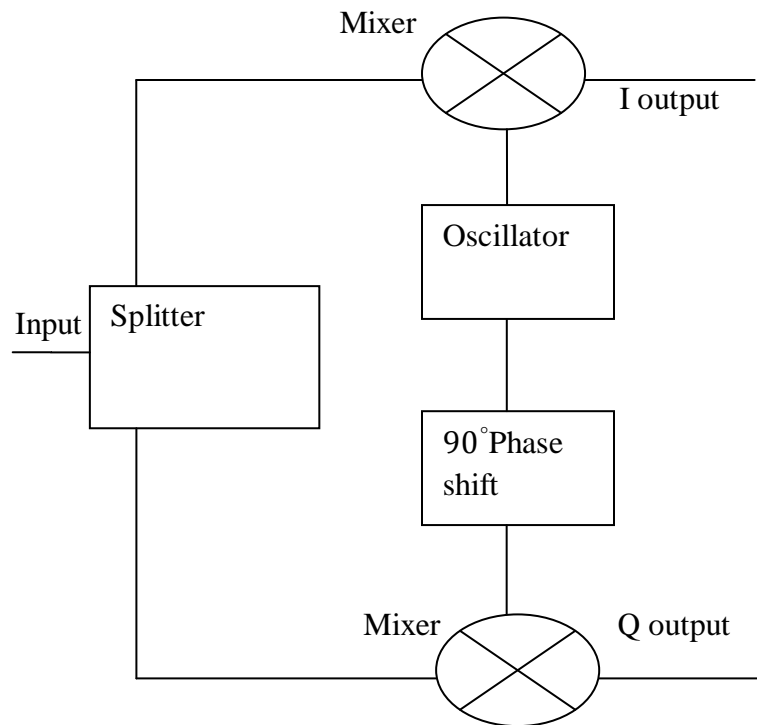 Mixer
I output
Oscillator
Input
Splitter
90°Phase
shift
Mixer
Q output